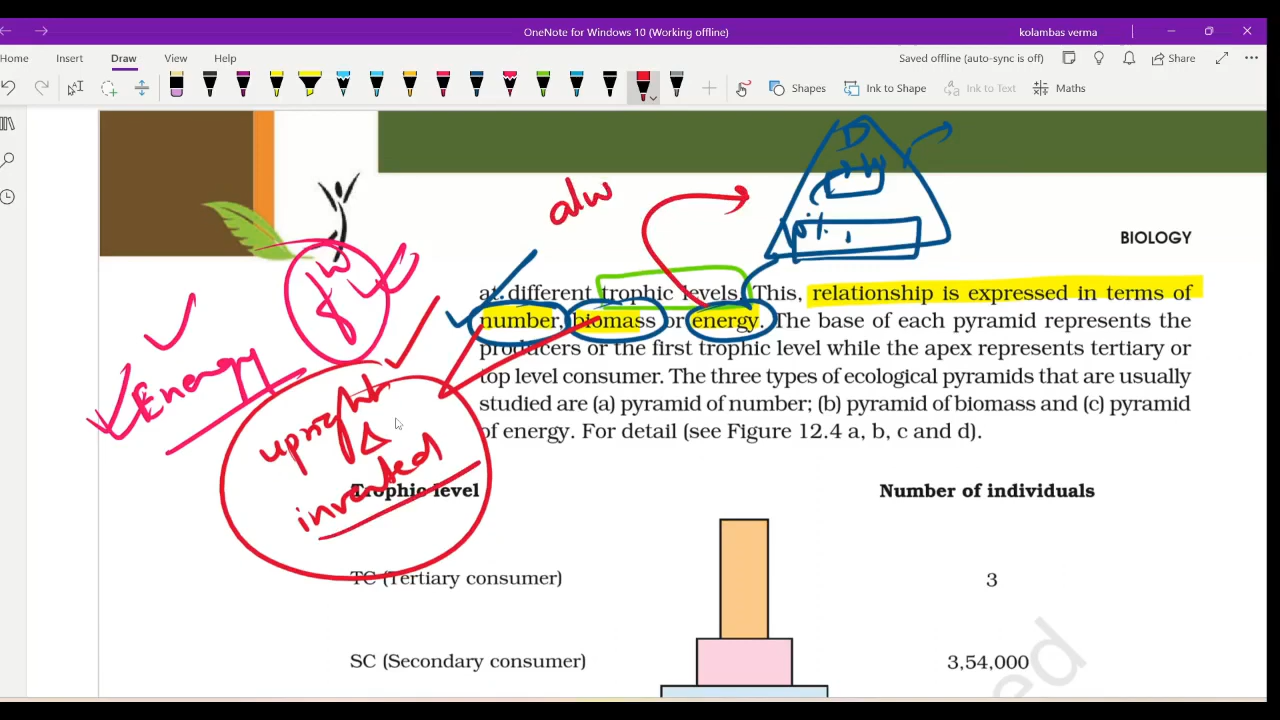 OneNote for Windows 10 (Working offline)
kolambas verma
Home Insert Draw View Help
Saved offline (auto-sync is off)
Share
Shapes
Ink to Shape
Ink to Text
Maths
D
10%
alw
BIOLOGY
at different trophic levels. This, relationship is expressed in terms of
number, biomass or energy. The base of each pyramid represents the
producers or the first trophic level while the apex represents tertiary or
top level consumer. The three types of ecological pyramids that are usually
studied are (a) pyramid of number; (b) pyramid of biomass and (c) pyramid
of energy. For detail (see Figure 12.4 a, b, c and d).
Energy
upright
inverted
Trophic level
Number of individuals
TC (Tertiary consumer)
3
SC (Secondary consumer)
3,54,000